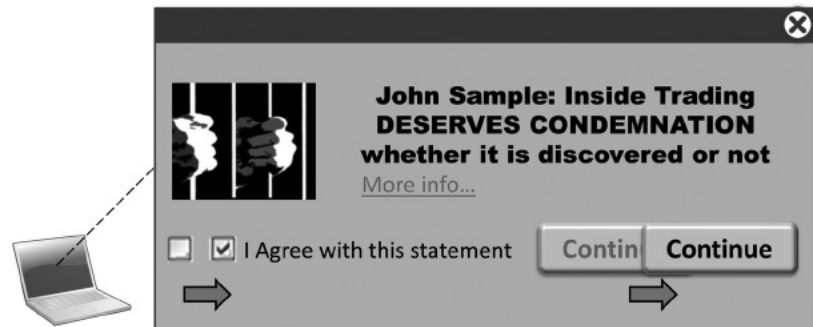 John Sample: Inside Trading
DESERVES CONDEMNATION
whether it is discovered or not
More info...
I Agree with this statement
Contin Continue